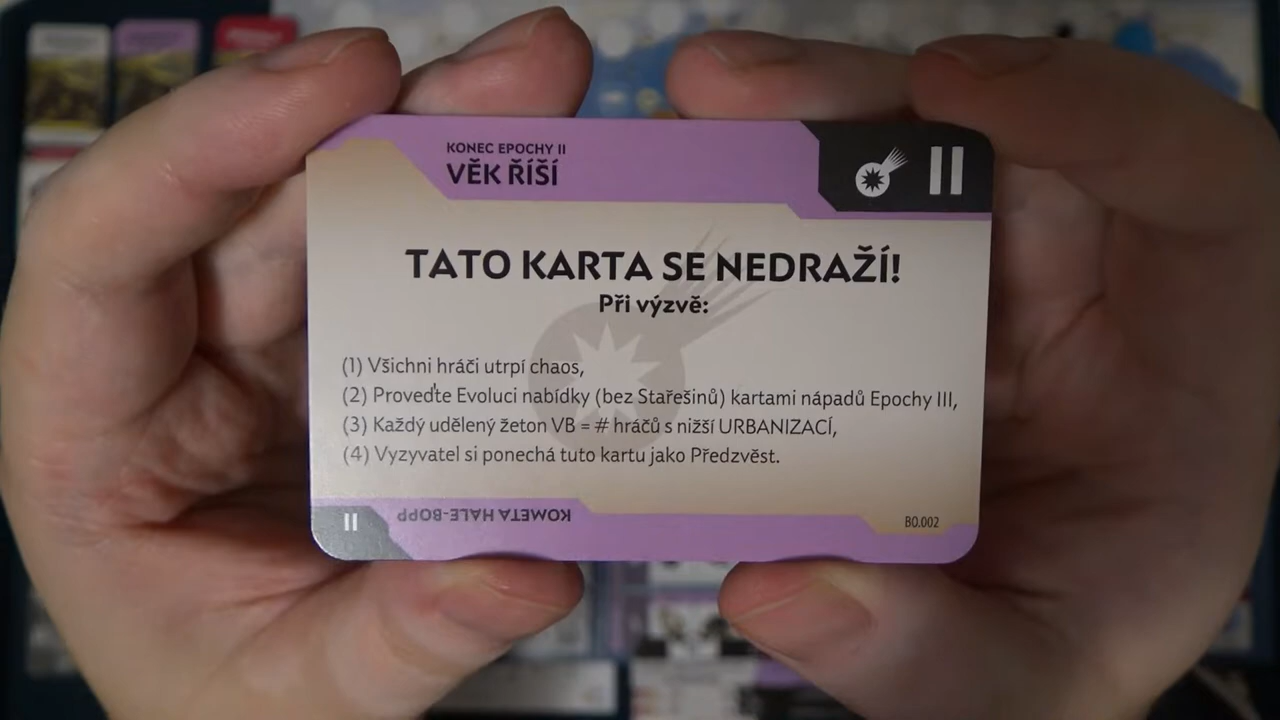 KONEC EPOCHY II
VĚK ŘÍŠÍ
II
TATO KARTA SE NEDRAŽÍ!
Při výzvě:
(1) Všichni hráči utrpí chaos,
(2) Proveďte Evoluci nabídky (bez Stařešinů) kartami nápadů Epochy III,
(3) Každý udělený žeton VB = # hráčů s nižší URBANIZACÍ,
(4) Vyzyvatel si ponechá tuto kartu jako Předzvěst.
II
KOMETA HALE-BOPP
BO.002